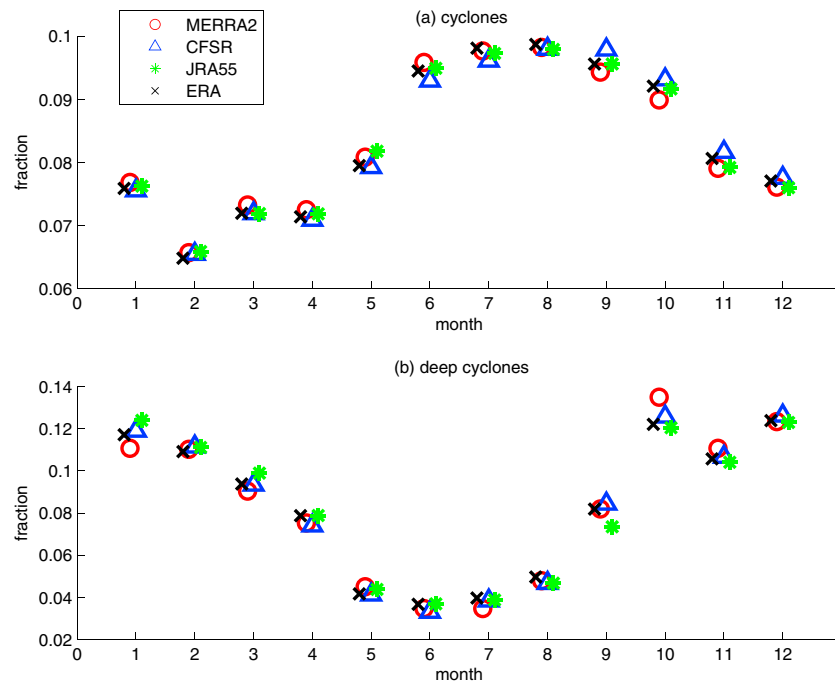 (a) cyclones
MERRA2
CFSR
JRA55
ERA
0.1
0.09
0.08
0.07
0.06
fraction
0 1 2 3 4 5 6 7 8 9 10 11 12
month
(b) deep cyclones
0.14
0.12
0.1
0.08
0.06
0.04
0.02
fraction
0 1 2 3 4 5 6 7 8 9 10 11 12
month